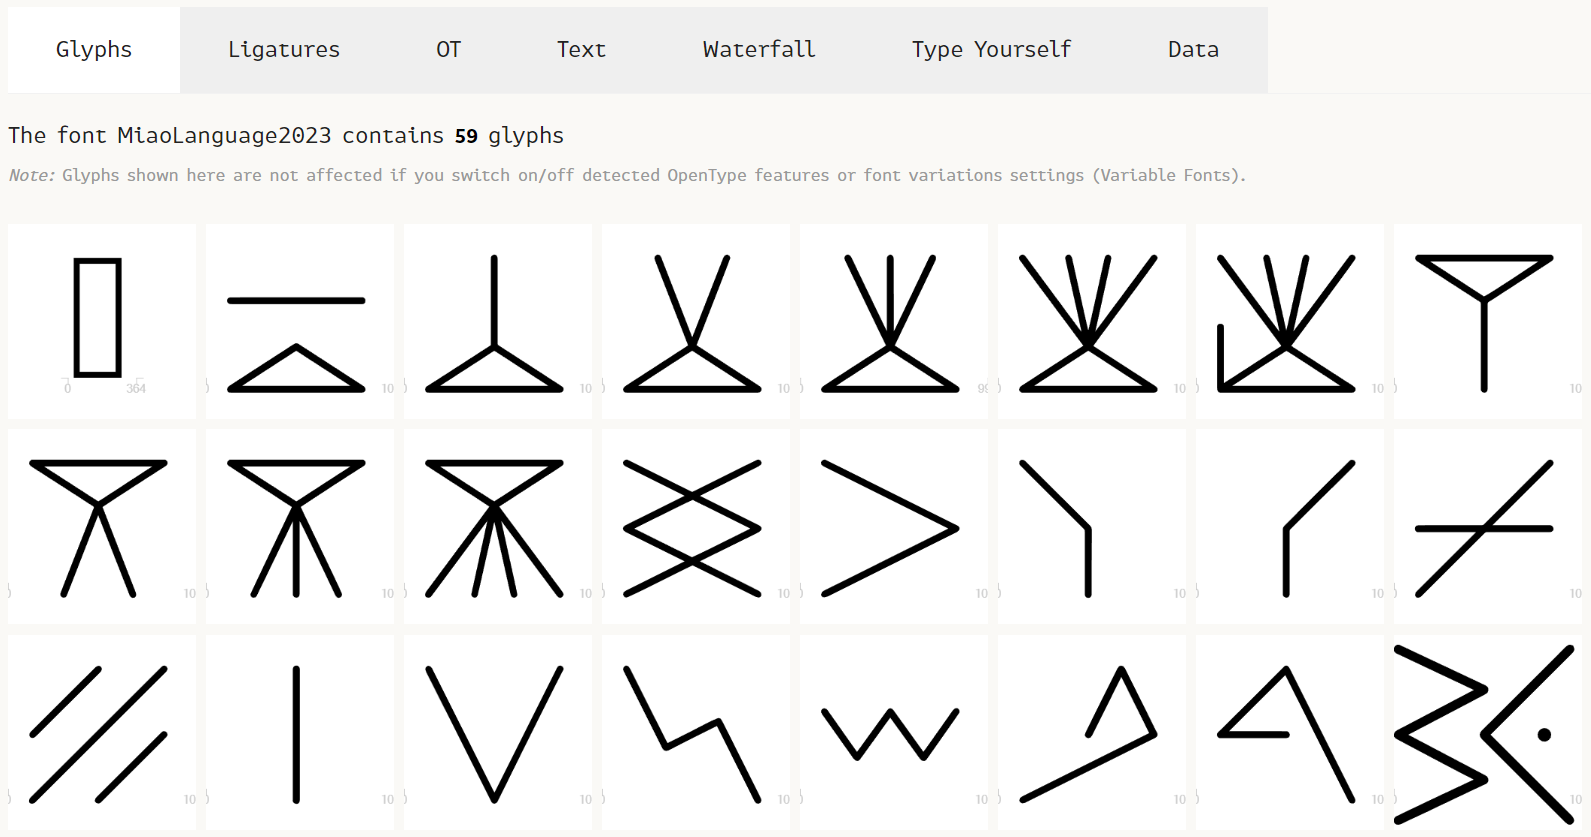 Glyphs Ligatures OT Text Waterfall Type Yourself Data
The font MiaoLanguage2023 contains 59 glyphs
Note: Glyphs shown here are not affected if you switch on/off detected OpenType features or font variations settings (Variable Fonts).
0 364 10 10 10 99 10 10 10
10 10 10 10 10 10 10 10
10 10 10 10 10 10 10 10